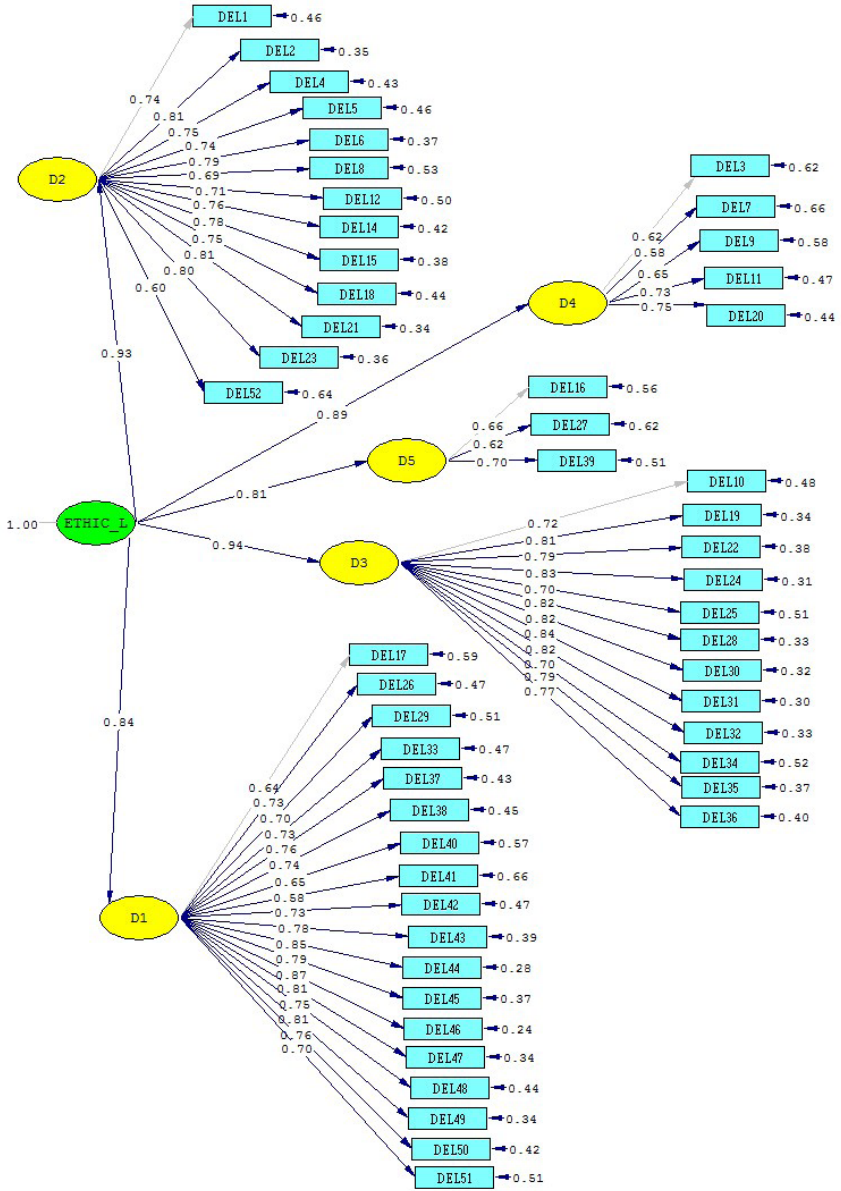 DEL1 0.46
0.74
DEL2 0.35
0.81
DEL4 0.43
0.75
DEL5 0.46
0.74
DEL6 0.37
0.79
DEL8 0.53
0.69
D2
DEL12 0.50
0.71
DEL14 0.42
0.76
DEL15 0.38
0.78
DEL18 0.44
0.75
DEL21 0.34
0.81
DEL23 0.36
0.80
DEL52 0.64
0.60
0.93
DEL3 0.62
0.62
DEL7 0.66
0.58
DEL9 0.58
0.65
DEL11 0.47
0.73
DEL20 0.44
0.75
D4
0.89
DEL16 0.56
0.66
DEL27 0.62
0.62
DEL39 0.51
0.70
D5
0.81
1.00 ETHIC_L
0.94
D3
DEL10 0.48
0.72
DEL19 0.34
0.81
DEL22 0.38
0.79
DEL24 0.31
0.83
DEL25 0.51
0.70
DEL28 0.33
0.82
DEL30 0.32
0.82
DEL31 0.30
0.84
DEL32 0.33
0.82
DEL34 0.52
0.70
DEL35 0.37
0.79
DEL36 0.40
0.77
0.84
D1
DEL17 0.59
0.64
DEL26 0.47
0.73
DEL29 0.51
0.70
DEL33 0.47
0.73
DEL37 0.43
0.76
DEL38 0.45
0.74
DEL40 0.57
0.65
DEL41 0.66
0.58
DEL42 0.47
0.73
DEL43 0.39
0.78
DEL44 0.28
0.85
DEL45 0.37
0.79
DEL46 0.24
0.87
DEL47 0.34
0.81
DEL48 0.44
0.75
DEL49 0.34
0.81
DEL50 0.42
0.76
DEL51 0.51
0.70